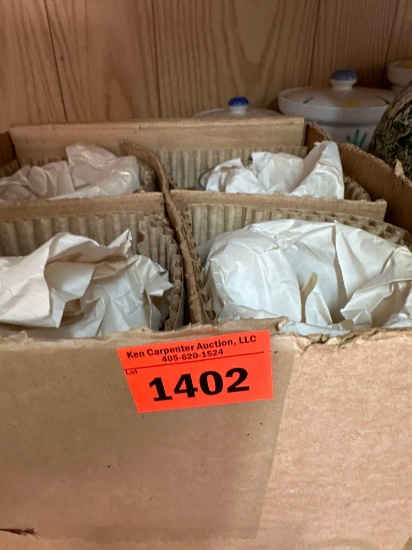 Ken Carpenter Auction, LLC
405-620-1524
Lot
1402